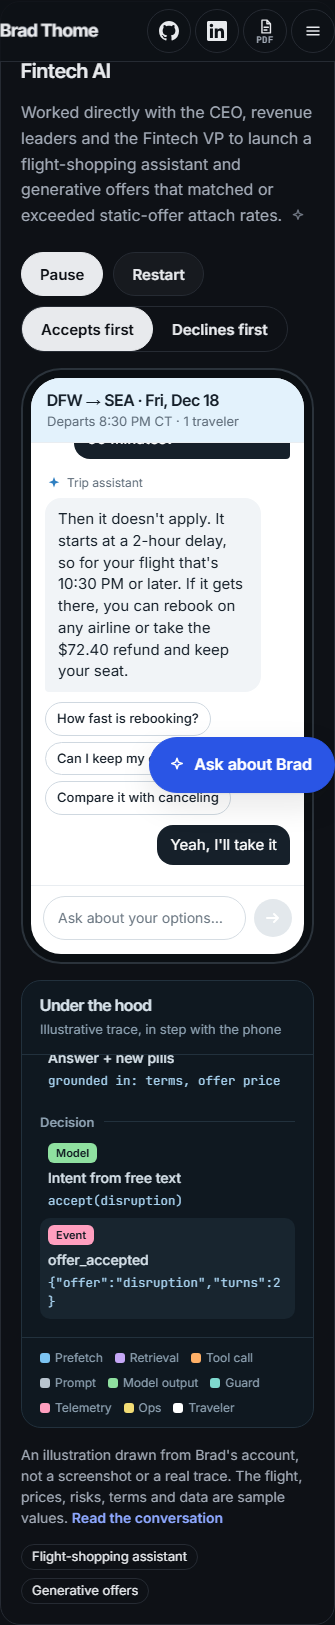 Brad Thome
PDF
Fintech AI
Worked directly with the CEO, revenue
leaders and the Fintech VP to launch a
flight-shopping assistant and
generative offers that matched or
exceeded static-offer attach rates.
Pause
Restart
Accepts first
Declines first
DFW → SEA · Fri, Dec 18
Departs 8:30 PM CT · 1 traveler
Trip assistant
Then it doesn't apply. It
starts at a 2-hour delay,
so for your flight that's
10:30 PM or later. If it gets
there, you can rebook on
any airline or take the
$72.40 refund and keep
your seat.
How fast is rebooking?
Can I keep my
Ask about Brad
Compare it with canceling
Yeah, I'll take it
Ask about your options...
Under the hood
Illustrative trace, in step with the phone
Answer + new pills
grounded in: terms, offer price
Decision
Model
Intent from free text
accept(disruption)
Event
offer_accepted
{"offer":"disruption","turns":2
}
Prefetch Retrieval Tool call
Prompt Model output Guard
Telemetry Ops Traveler
An illustration drawn from Brad's account,
not a screenshot or a real trace. The flight,
prices, risks, terms and data are sample
values. Read the conversation
Flight-shopping assistant
Generative offers